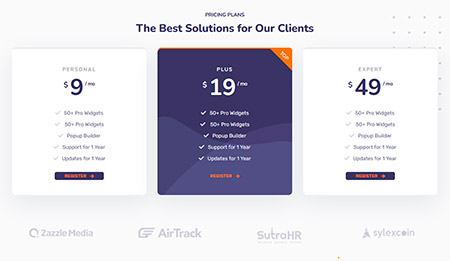 PRICING PLANS
The Best Solutions for Our Clients
PERSONAL
$ 9 / mo
50+ Pro Widgets
50+ Pro Widgets
Popup Builder
Support for 1 Year
Updates for 1 Year
REGISTER →
TOP
PLUS
$ 19 / mo
50+ Pro Widgets
50+ Pro Widgets
Popup Builder
Support for 1 Year
Updates for 1 Year
REGISTER →
EXPERT
$ 49 / mo
50+ Pro Widgets
50+ Pro Widgets
Popup Builder
Support for 1 Year
Updates for 1 Year
REGISTER →
Zazzle Media
AirTrack
SutraHR
sylexcoin